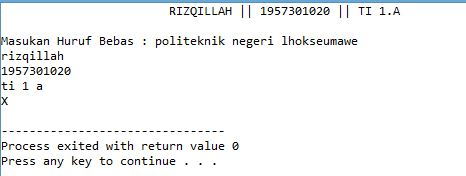 RIZQILLAH || 1957301020 || TI 1.A
Masukan Huruf Bebas : politeknik negeri lhokseumawe
rizqillah
1957301020
ti 1 a
X
-------------------------------
Process exited with return value 0
Press any key to continue . . .